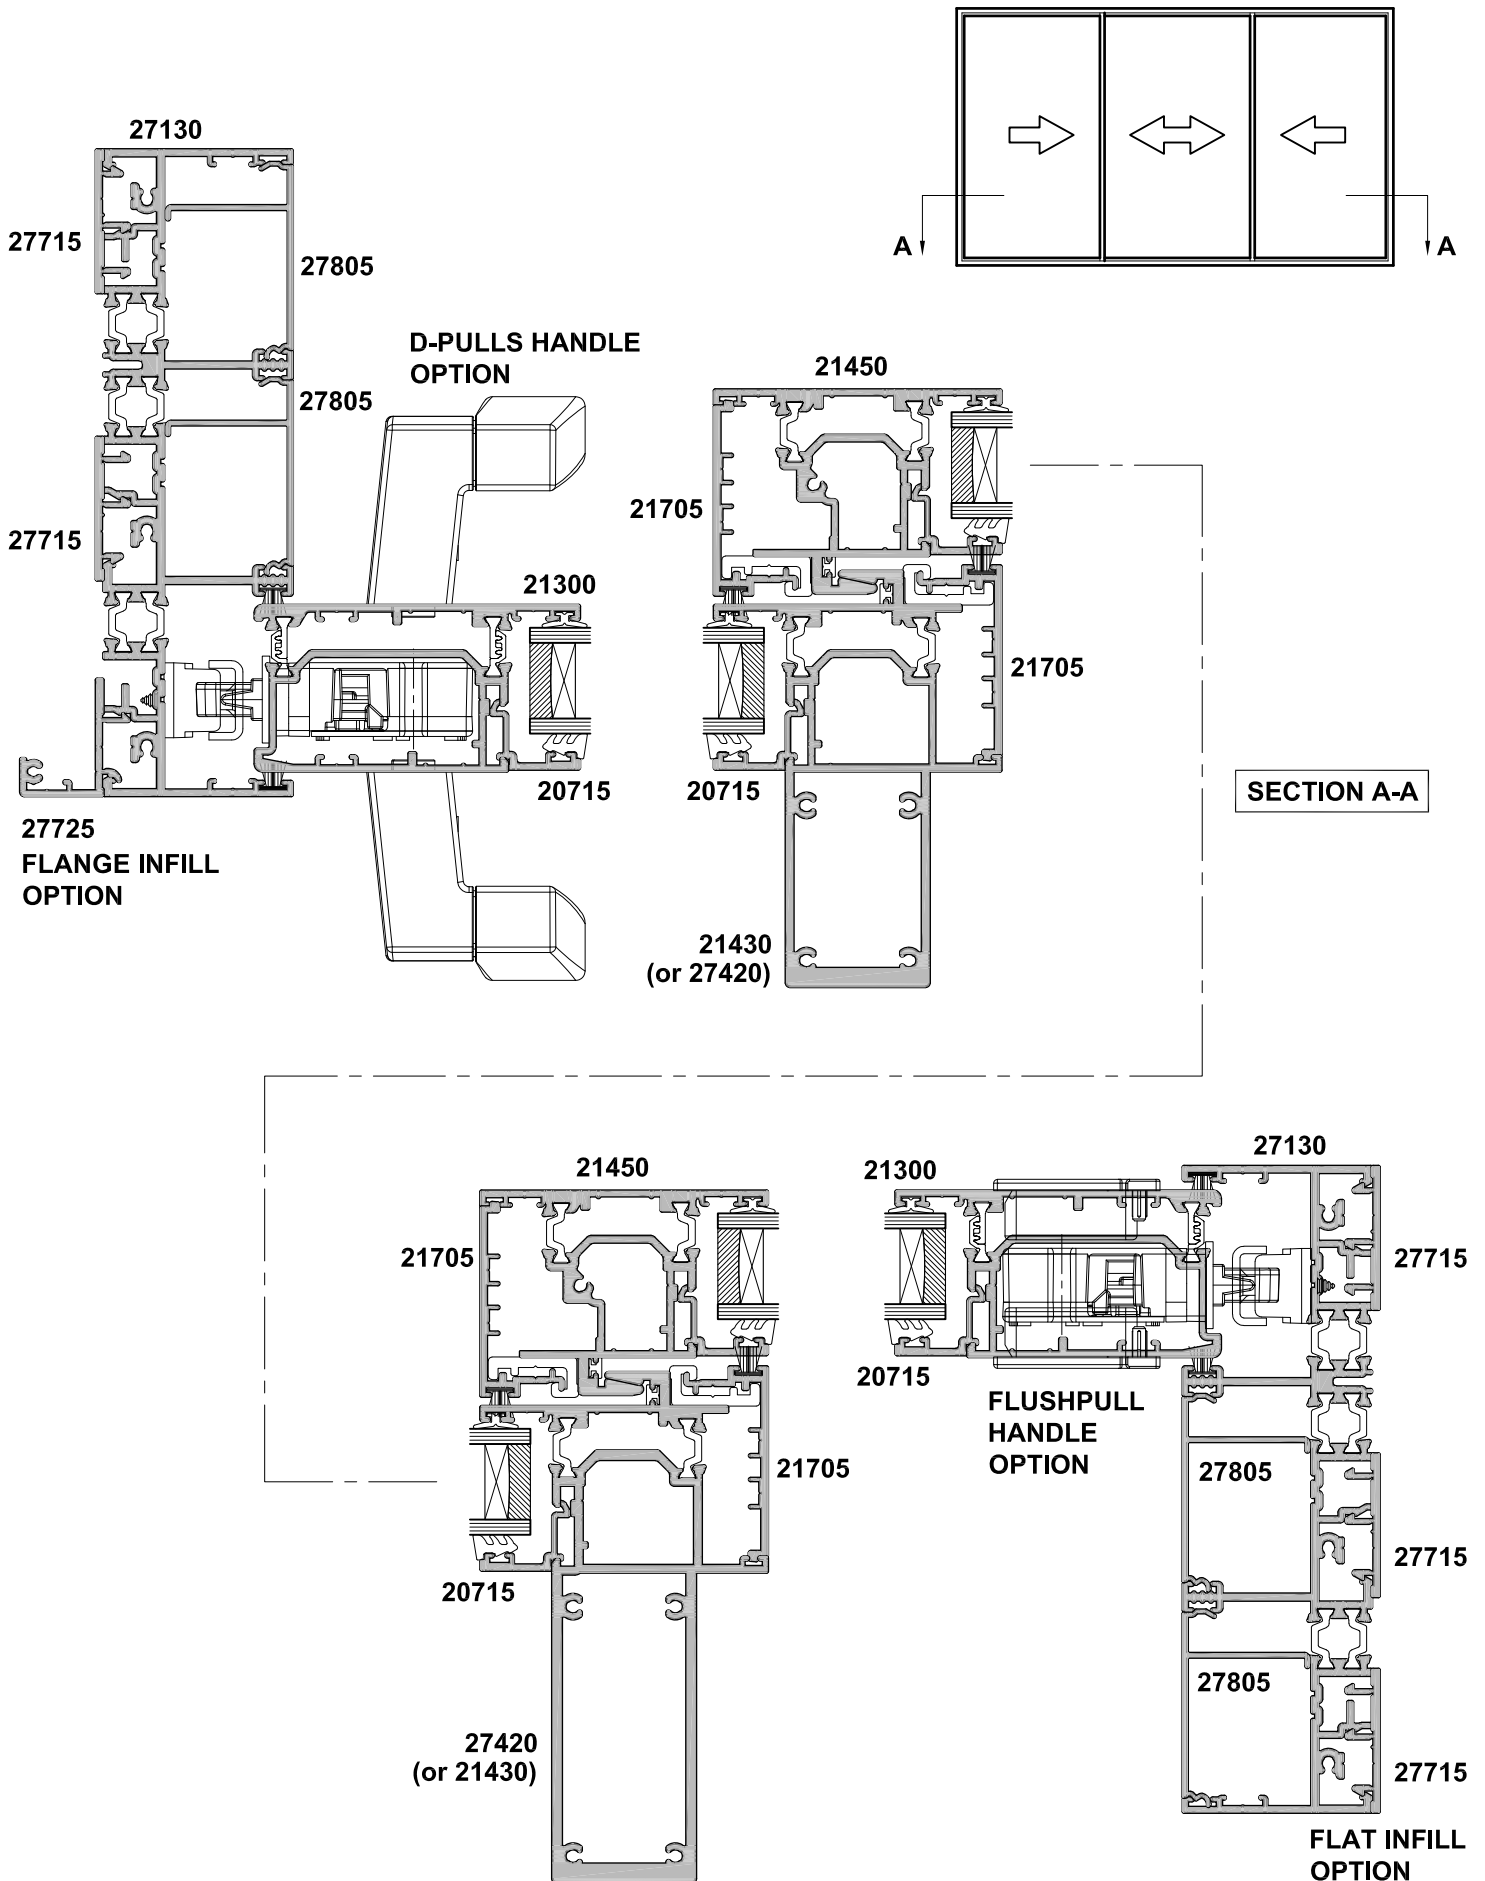 27130
A
A
27715
27805
D-PULLS HANDLE
OPTION
21450
27805
21705
27715
21300
21705
20715
20715
SECTION A-A
27725
FLANGE INFILL
OPTION
21430
(or 27420)
27130
21450
21300
21705
27715
20715
FLUSHPULL
HANDLE
OPTION
21705
27805
27715
20715
27805
27420
(or 21430)
27715
FLAT INFILL
OPTION